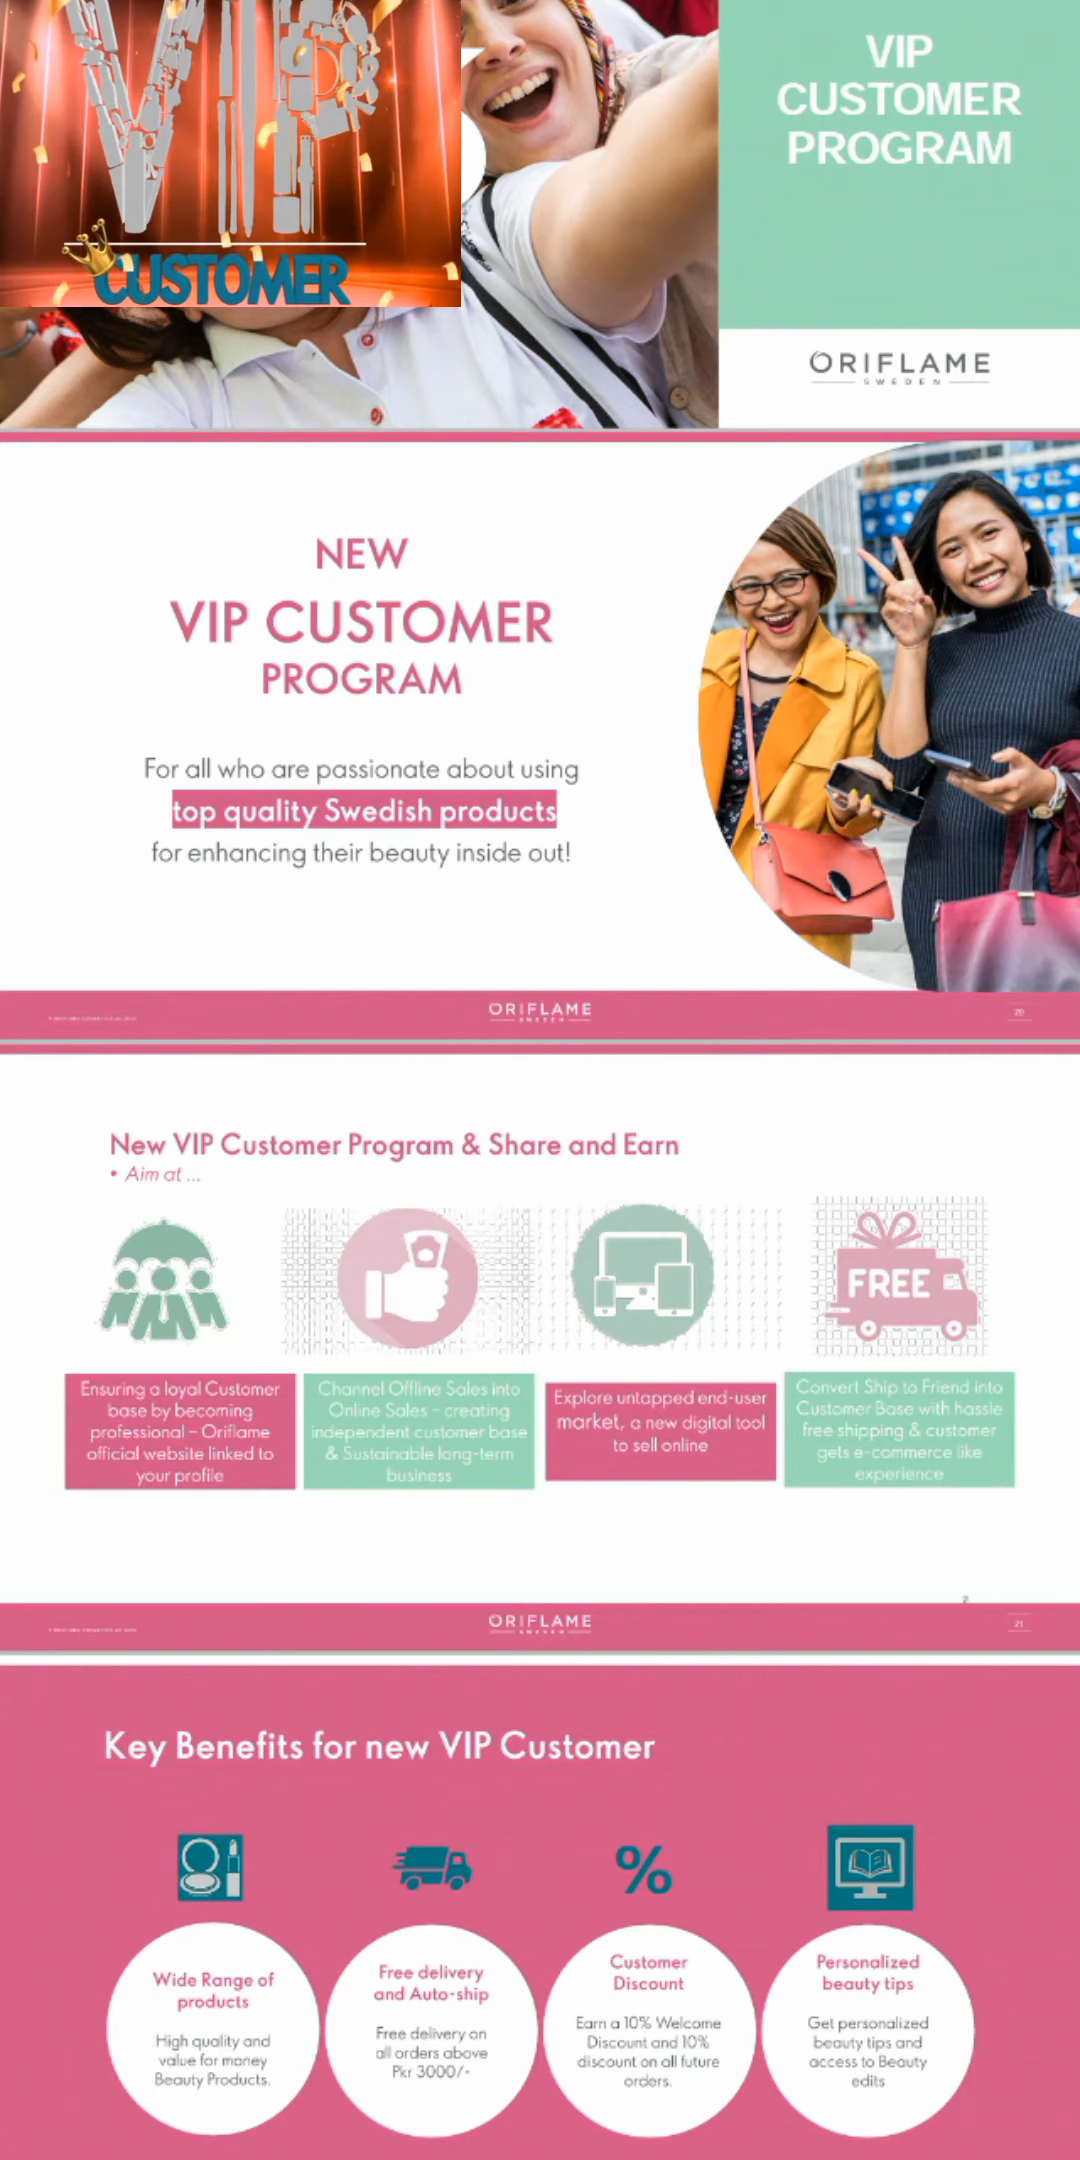 VIP
CUSTOMER
VIP
CUSTOMER
PROGRAM
ORIFLAME
SWEDEN
NEW
VIP CUSTOMER
PROGRAM
For all who are passionate about using
top quality Swedish products
for enhancing their beauty inside out!
ORIFLAME
SWEDEN
20
New VIP Customer Program & Share and Earn
• Aim at ...
FREE
Ensuring a loyal Customer
base by becoming
professional – Oriflame
official website linked to
your profile
Channel Offline Sales into
Online Sales – creating
independent customer base
& Sustainable long-term
business
Explore untapped end-user
market, a new digital tool
to sell online
Convert Ship to Friend into
Customer Base with hassle
free shipping & customer
gets e-commerce like
experience
ORIFLAME
SWEDEN
21
Key Benefits for new VIP Customer
%
Wide Range of
products
High quality and
value for money
Beauty Products.
Free delivery
and Auto-ship
Free delivery on
all orders above
Pkr 3000/-
Customer
Discount
Earn a 10% Welcome
Discount and 10%
discount on all future
orders.
Personalized
beauty tips
Get personalized
beauty tips and
access to Beauty
edits